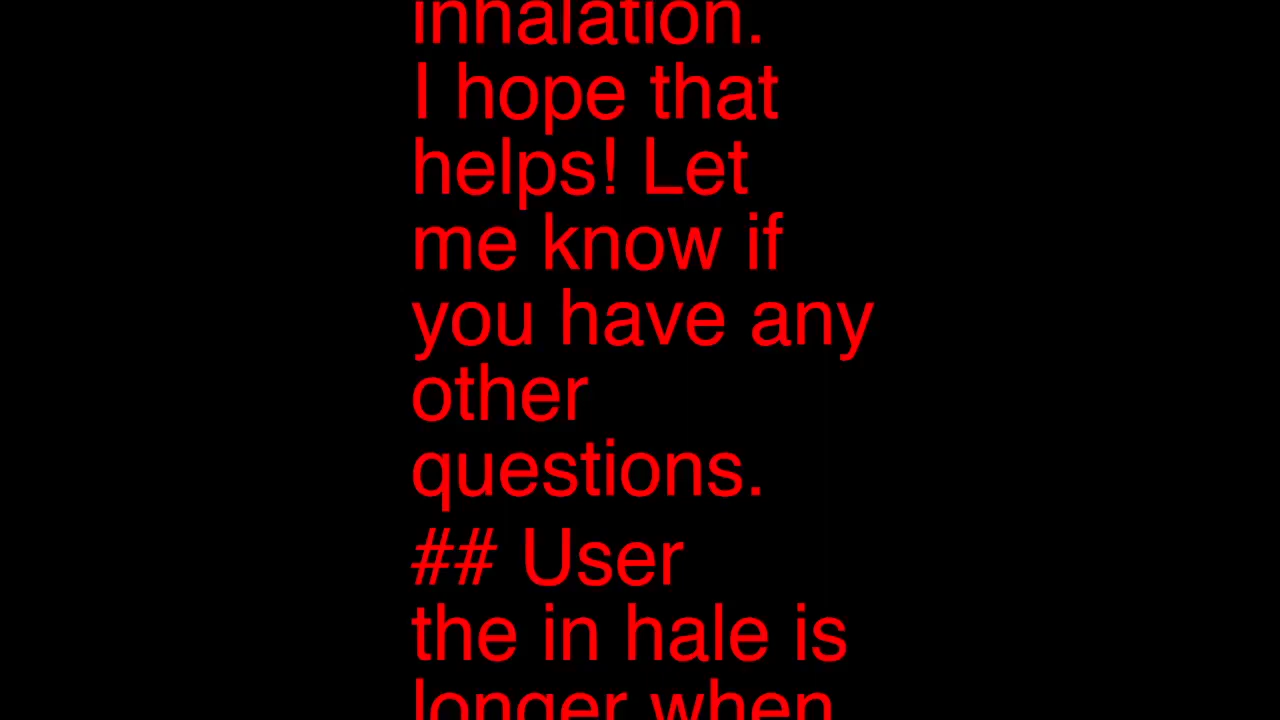 inhalation.
I hope that
helps! Let
me know if
you have any
other
questions.
## User
the in hale is
longer when